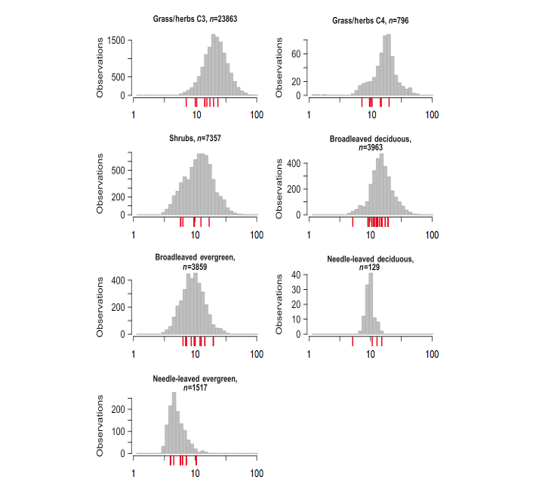 Grass/herbs C3, n=23863
Observations
1500
500
0
1 10 100
Grass/herbs C4, n=796
Observations
80
40
0
1 10 100
Shrubs, n=7357
Observations
500
200
0
1 10 100
Broadleaved deciduous,
n=3963
Observations
400
200
0
1 10 100
Broadleaved evergreen,
n=3859
Observations
400
200
0
1 10 100
Needle-leaved deciduous,
n=129
Observations
40
30
20
10
0
1 10 100
Needle-leaved evergreen,
n=1517
Observations
200
100
0
1 10 100